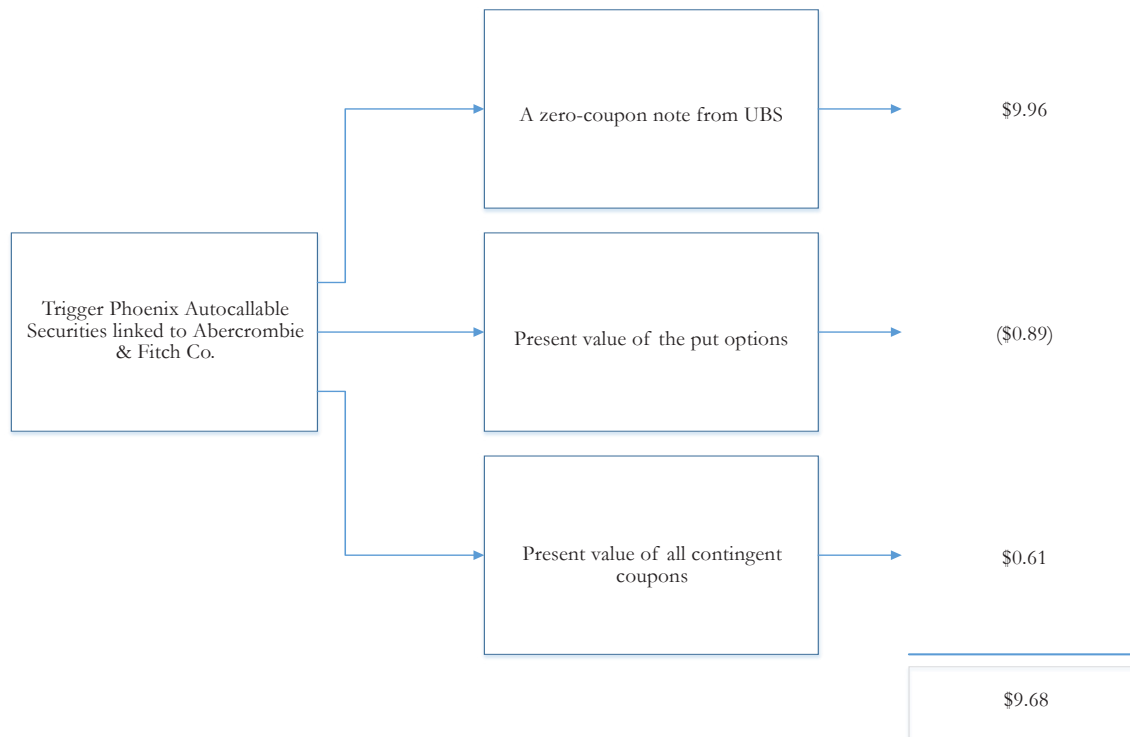 A zero-coupon note from UBS
$9.96
Trigger Phoenix Autocallable
Securities linked to Abercrombie
& Fitch Co.
Present value of the put options
($0.89)
Present value of all contingent
coupons
$0.61
$9.68